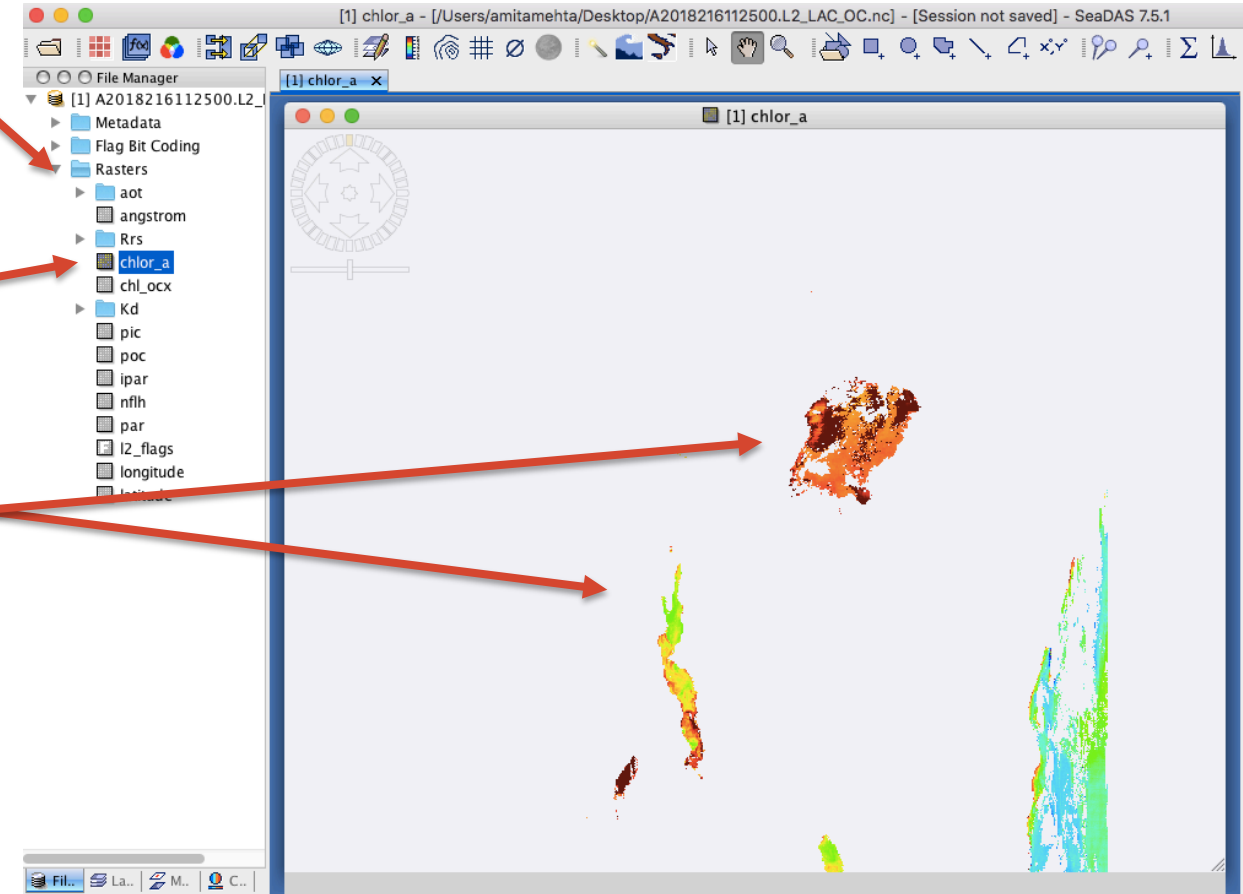 [1] chlor_a - [/Users/amitamehta/Desktop/A2018216112500.L2_LAC_OC.nc] - [Session not saved] - SeaDAS 7.5.1
f(x)
Σ
File Manager
[1] chlor_a X
[1] A2018216112500.L2_
[1] chlor_a
Metadata
Flag Bit Coding
Rasters
aot
angstrom
Rrs
chlor_a
chl_ocx
Kd
pic
poc
ipar
nflh
par
l2_flags
longitude
latitude
Fil..
La..
M..
C..